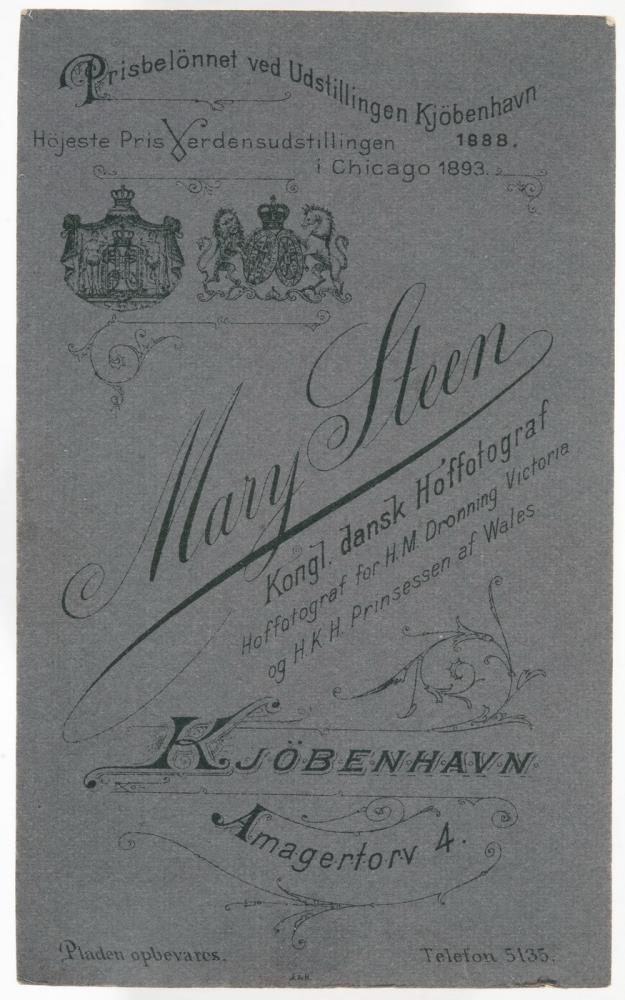 Prisbelönnet ved Udstillingen Kjöbenhavn
1888.
Höjeste Pris Verdensudstillingen
i Chicago 1893.
Mary Steen
Kongl. dansk Hoffotograf
Hoffotograf for H.M. Dronning Victoria
og H.K.H. Prinsessen af Wales.
KJÖBENHAVN
Amagertorv 4.
Pladen opbevares.
Telefon 5135.